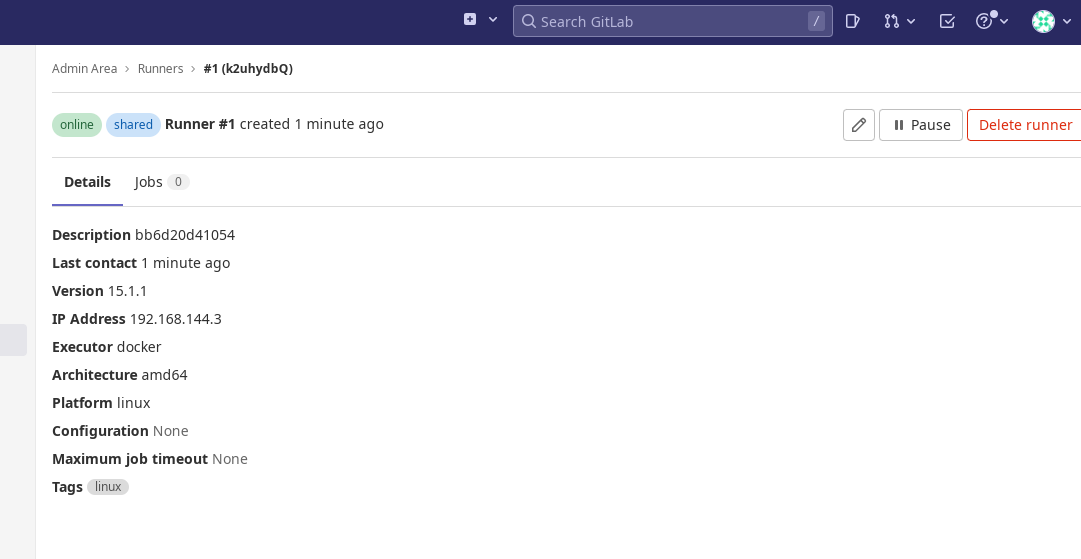 Search GitLab /
Admin Area > Runners > #1 (k2uhydbQ)
online shared Runner #1 created 1 minute ago Pause Delete runner
Details Jobs 0
Description bb6d20d41054
Last contact 1 minute ago
Version 15.1.1
IP Address 192.168.144.3
Executor docker
Architecture amd64
Platform linux
Configuration None
Maximum job timeout None
Tags linux